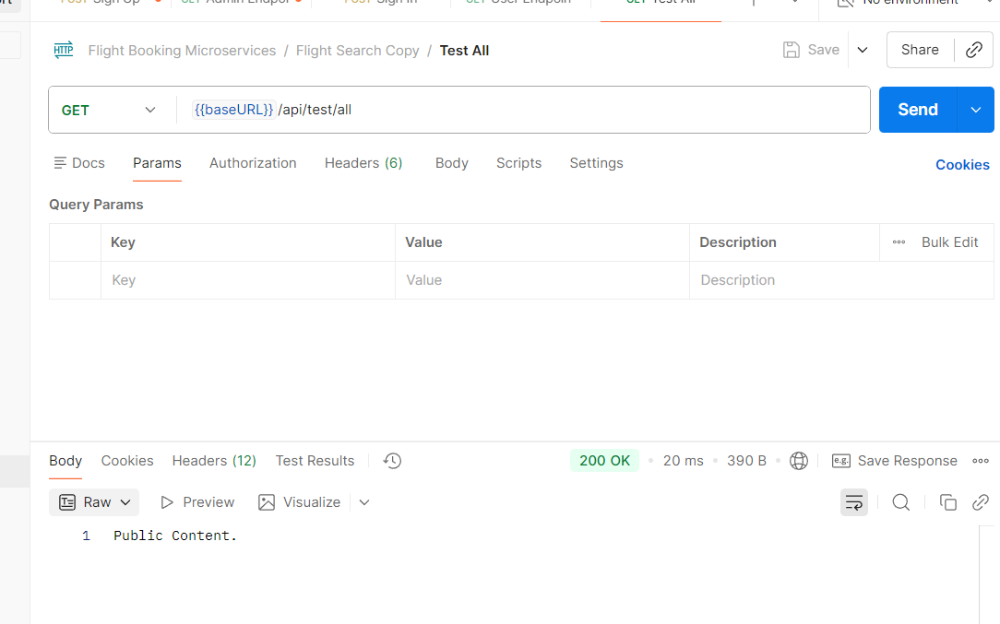 POST Sign Up GET Admin Endpoi POST Sign In GET User Endpoin GET Test All No environment
HTTP Flight Booking Microservices / Flight Search Copy / Test All Save Share
GET {{baseURL}} /api/test/all Send
Docs Params Authorization Headers (6) Body Scripts Settings Cookies
Query Params
Key Value Description Bulk Edit
Key Value Description
Body Cookies Headers (12) Test Results 200 OK 20 ms 390 B e.g. Save Response
Raw Preview Visualize
1 Public Content.